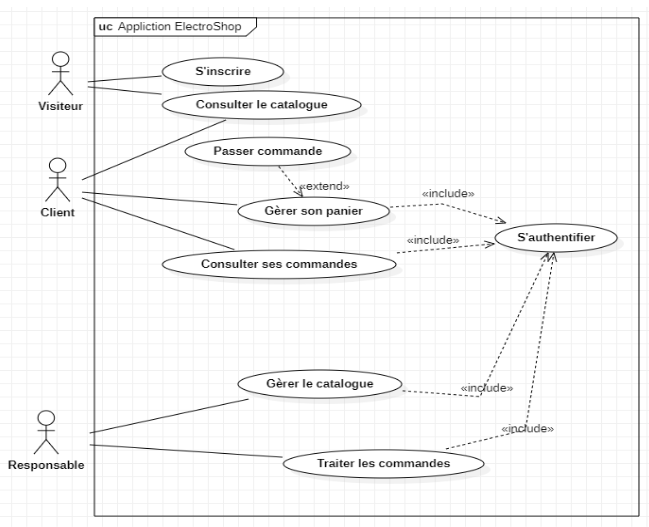 uc Appliction ElectroShop
S'inscrire
Visiteur
Consulter le catalogue
Passer commande
«extend»
«include»
Client
Gèrer son panier
S'authentifier
«include»
Consulter ses commandes
Gèrer le catalogue
«include»
«include»
Responsable
Traiter les commandes